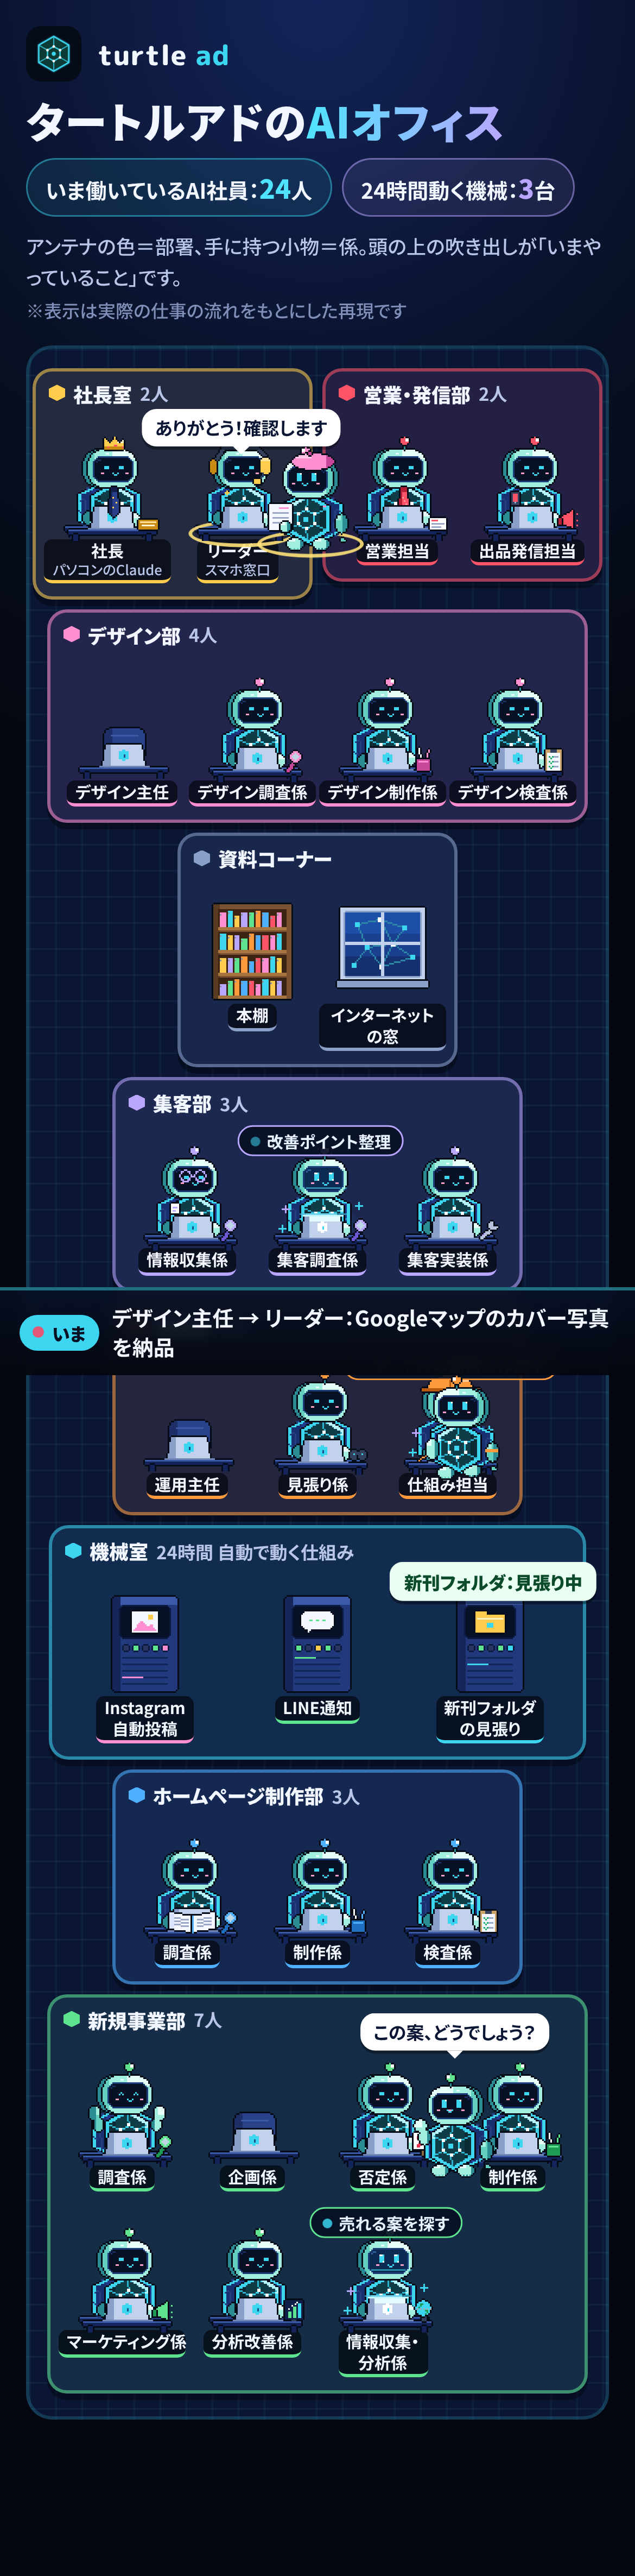 turtle ad
タートルアドのAIオフィス
いま働いているAI社員：24人
24時間動く機械：3台
アンテナの色＝部署、手に持つ小物＝係。頭の上の吹き出しが「いまや
っていること」です。
※表示は実際の仕事の流れをもとにした再現です
社長室 2人
営業・発信部 2人
ありがとう！確認します
社長
パソコンのClaude
リーダー
スマホ窓口
営業担当
出品発信担当
デザイン部 4人
デザイン主任
デザイン調査係
デザイン制作係
デザイン検査係
資料コーナー
本棚
インターネット
の窓
集客部 3人
改善ポイント整理
情報収集係
集客調査係
集客実装係
いま
デザイン主任 → リーダー：Googleマップのカバー写真
を納品
運用主任
見張り係
仕組み担当
機械室 24時間 自動で動く仕組み
新刊フォルダ：見張り中
Instagram
自動投稿
LINE通知
新刊フォルダ
の見張り
ホームページ制作部 3人
調査係
制作係
検査係
新規事業部 7人
この案、どうでしょう？
調査係
企画係
否定係
制作係
売れる案を探す
マーケティング係
分析改善係
情報収集・
分析係